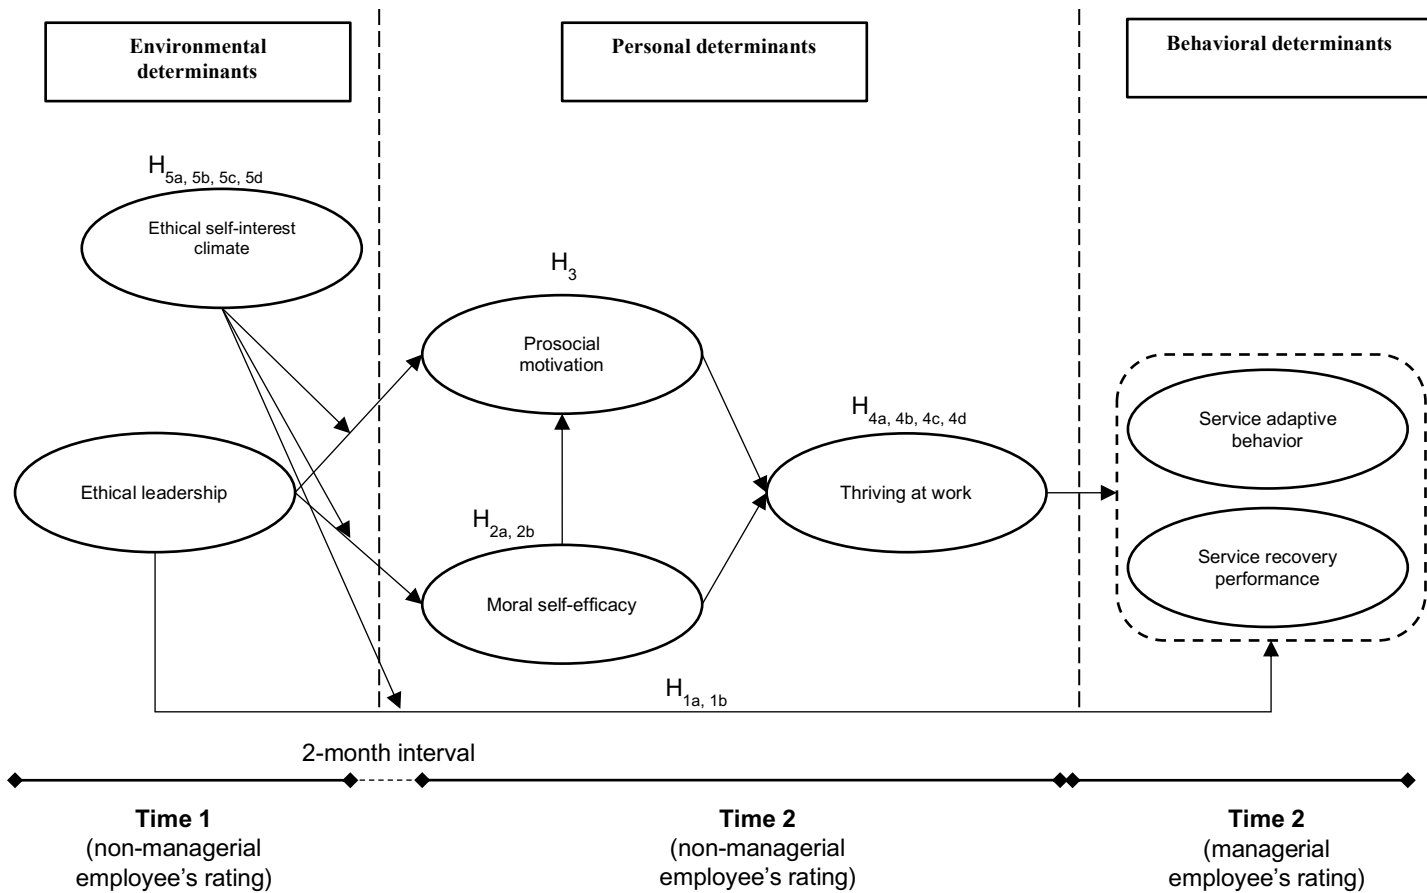 Environmental
determinants
Personal determinants
Behavioral determinants
H5a, 5b, 5c, 5d
Ethical self-interest
climate
H3
Prosocial
motivation
H4a, 4b, 4c, 4d
Service adaptive
behavior
Ethical leadership
Thriving at work
H2a, 2b
Service recovery
performance
Moral self-efficacy
H1a, 1b
2-month interval
Time 1
(non-managerial
employee's rating)
Time 2
(non-managerial
employee's rating)
Time 2
(managerial
employee's rating)